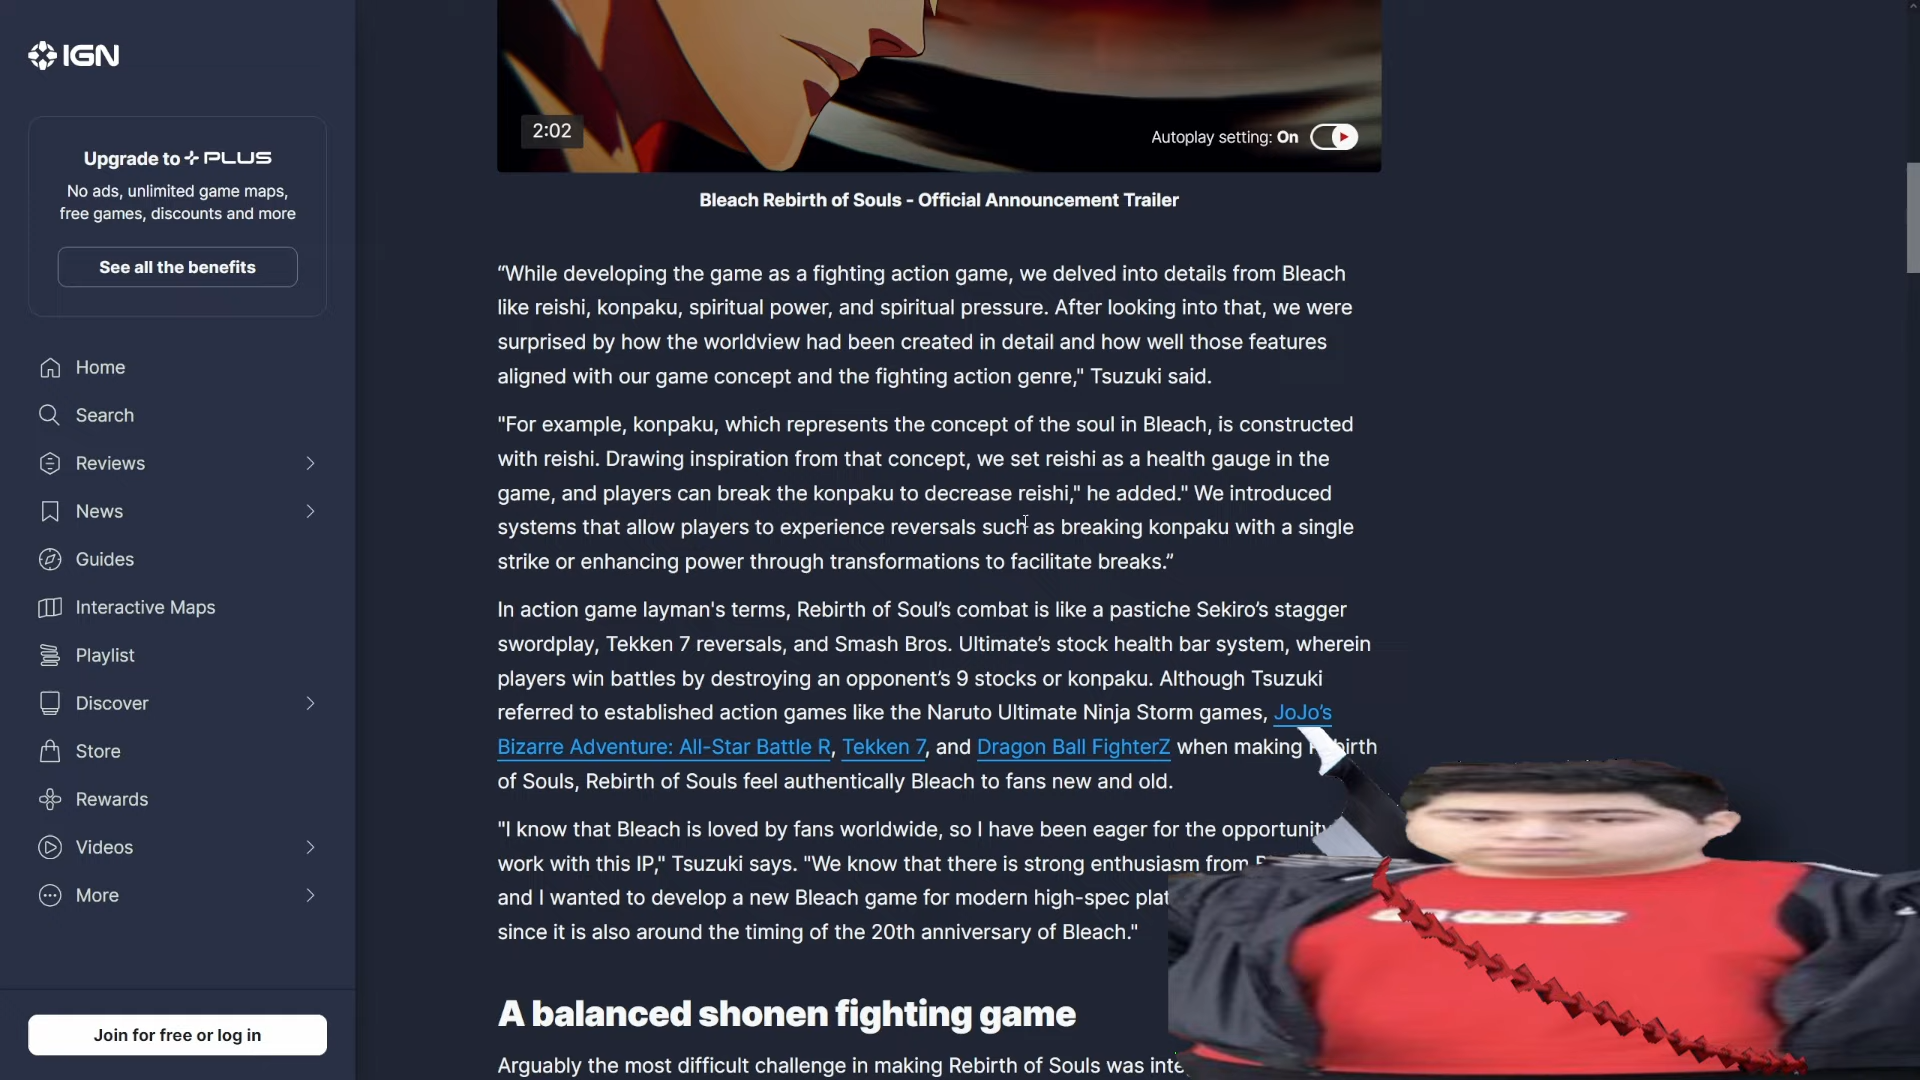 IGN
Upgrade to + PLUS
No ads, unlimited game maps,
free games, discounts and more
See all the benefits
Home
Search
Reviews
News
Guides
Interactive Maps
Playlist
Discover
Store
Rewards
Videos
More
Join for free or log in
2:02
Autoplay setting: On
Bleach Rebirth of Souls - Official Announcement Trailer
“While developing the game as a fighting action game, we delved into details from Bleach
like reishi, konpaku, spiritual power, and spiritual pressure. After looking into that, we were
surprised by how the worldview had been created in detail and how well those features
aligned with our game concept and the fighting action genre," Tsuzuki said.
"For example, konpaku, which represents the concept of the soul in Bleach, is constructed
with reishi. Drawing inspiration from that concept, we set reishi as a health gauge in the
game, and players can break the konpaku to decrease reishi," he added." We introduced
systems that allow players to experience reversals such as breaking konpaku with a single
strike or enhancing power through transformations to facilitate breaks.”
In action game layman's terms, Rebirth of Soul’s combat is like a pastiche Sekiro’s stagger
swordplay, Tekken 7 reversals, and Smash Bros. Ultimate’s stock health bar system, wherein
players win battles by destroying an opponent’s 9 stocks or konpaku. Although Tsuzuki
referred to established action games like the Naruto Ultimate Ninja Storm games, JoJo’s
Bizarre Adventure: All-Star Battle R, Tekken 7, and Dragon Ball FighterZ when making Rebirth
of Souls, Rebirth of Souls feel authentically Bleach to fans new and old.
"I know that Bleach is loved by fans worldwide, so I have been eager for the opportunity
work with this IP," Tsuzuki says. "We know that there is strong enthusiasm from
and I wanted to develop a new Bleach game for modern high-spec
since it is also around the timing of the 20th anniversary of Bleach."
A balanced shonen fighting game
Arguably the most difficult challenge in making Rebirth of Souls was